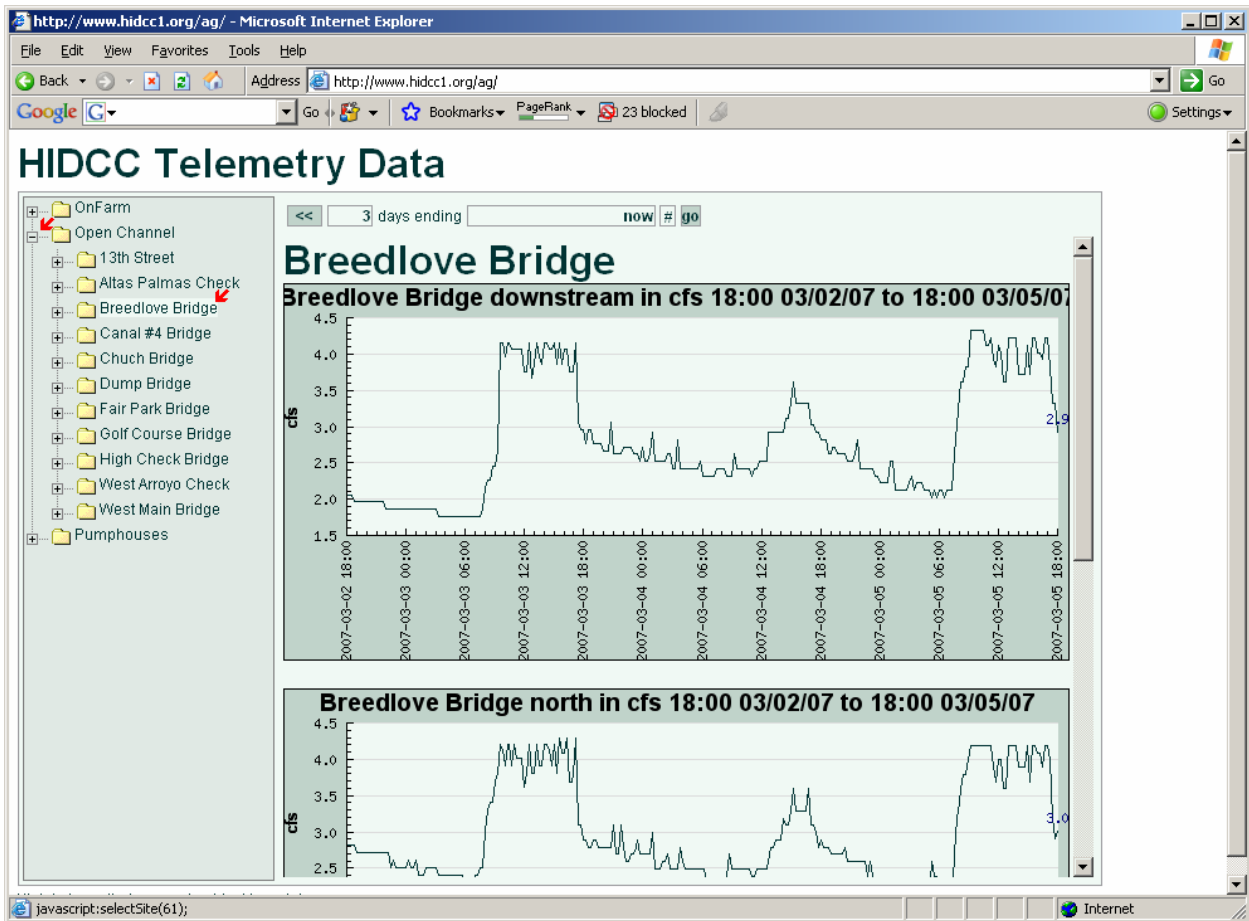 http://www.hidcc1.org/ag/ - Microsoft Internet Explorer
File Edit View Favorites Tools Help
Back Address http://www.hidcc1.org/ag/ Go
Google G Go Bookmarks PageRank 23 blocked Settings
HIDCC Telemetry Data
OnFarm
Open Channel
13th Street
Altas Palmas Check
Breedlove Bridge
Canal #4 Bridge
Chuch Bridge
Dump Bridge
Fair Park Bridge
Golf Course Bridge
High Check Bridge
West Arroyo Check
West Main Bridge
Pumphouses
<< 3 days ending now # go
Breedlove Bridge
Breedlove Bridge downstream in cfs 18:00 03/02/07 to 18:00 03/05/07
4.5
4.0
3.5
3.0
2.5
2.0
1.5
cfs
2.9
2007-03-02 18:00
2007-03-03 00:00
2007-03-03 06:00
2007-03-03 12:00
2007-03-03 18:00
2007-03-04 00:00
2007-03-04 06:00
2007-03-04 12:00
2007-03-04 18:00
2007-03-05 00:00
2007-03-05 06:00
2007-03-05 12:00
2007-03-05 18:00
Breedlove Bridge north in cfs 18:00 03/02/07 to 18:00 03/05/07
4.5
4.0
3.5
3.0
2.5
cfs
3.0
javascript:selectSite(61);
Internet